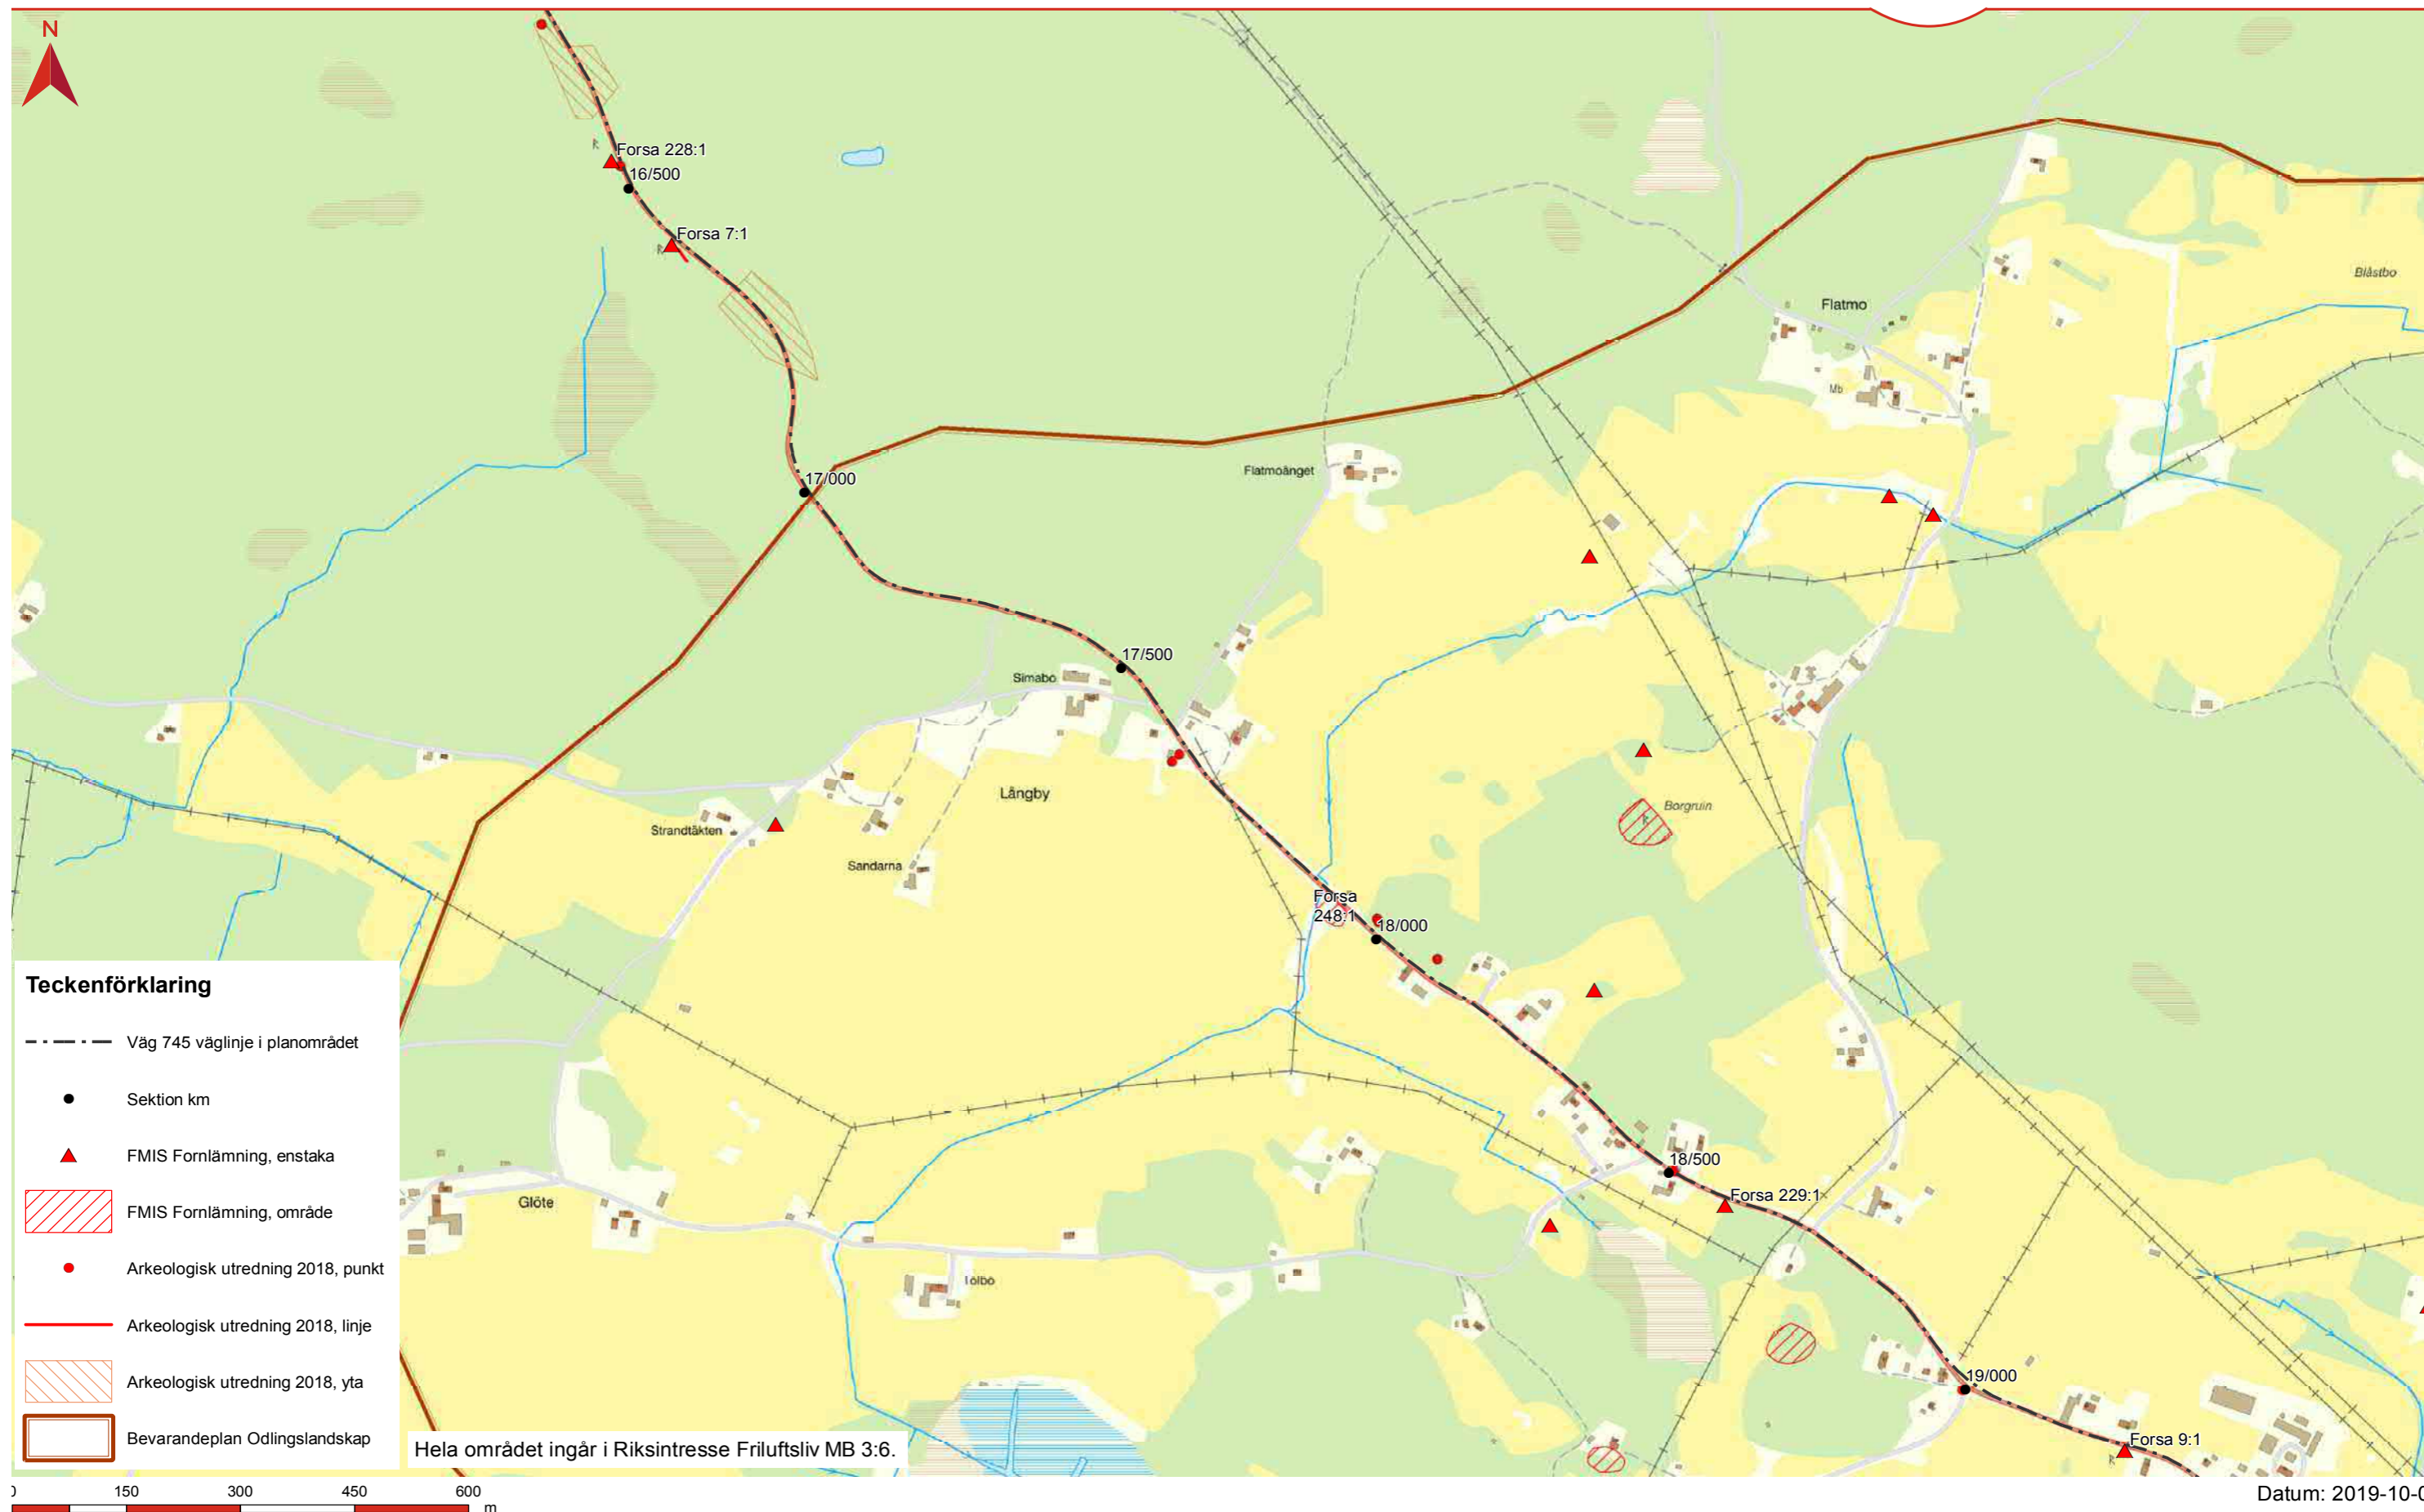 N
Forsa 228:1
16/500
Forsa 7:1
Blåstbo
Flatmo
Mb
Flatmoänget
17/000
17/500
Simabo
Långby
Strandtäkten
Sandarna
Borgruin
Forsa
248:1
18/000
18/500
Forsa 229:1
Glöte
Tolbo
19/000
Forsa 9:1
R
R
R
R
Teckenförklaring
Väg 745 väglinje i planområdet
Sektion km
FMIS Fornlämning, enstaka
FMIS Fornlämning, område
Arkeologisk utredning 2018, punkt
Arkeologisk utredning 2018, linje
Arkeologisk utredning 2018, yta
Bevarandeplan Odlingslandskap
Hela området ingår i Riksintresse Friluftsliv MB 3:6.
150 300 450 600
m
Datum: 2019-10-0